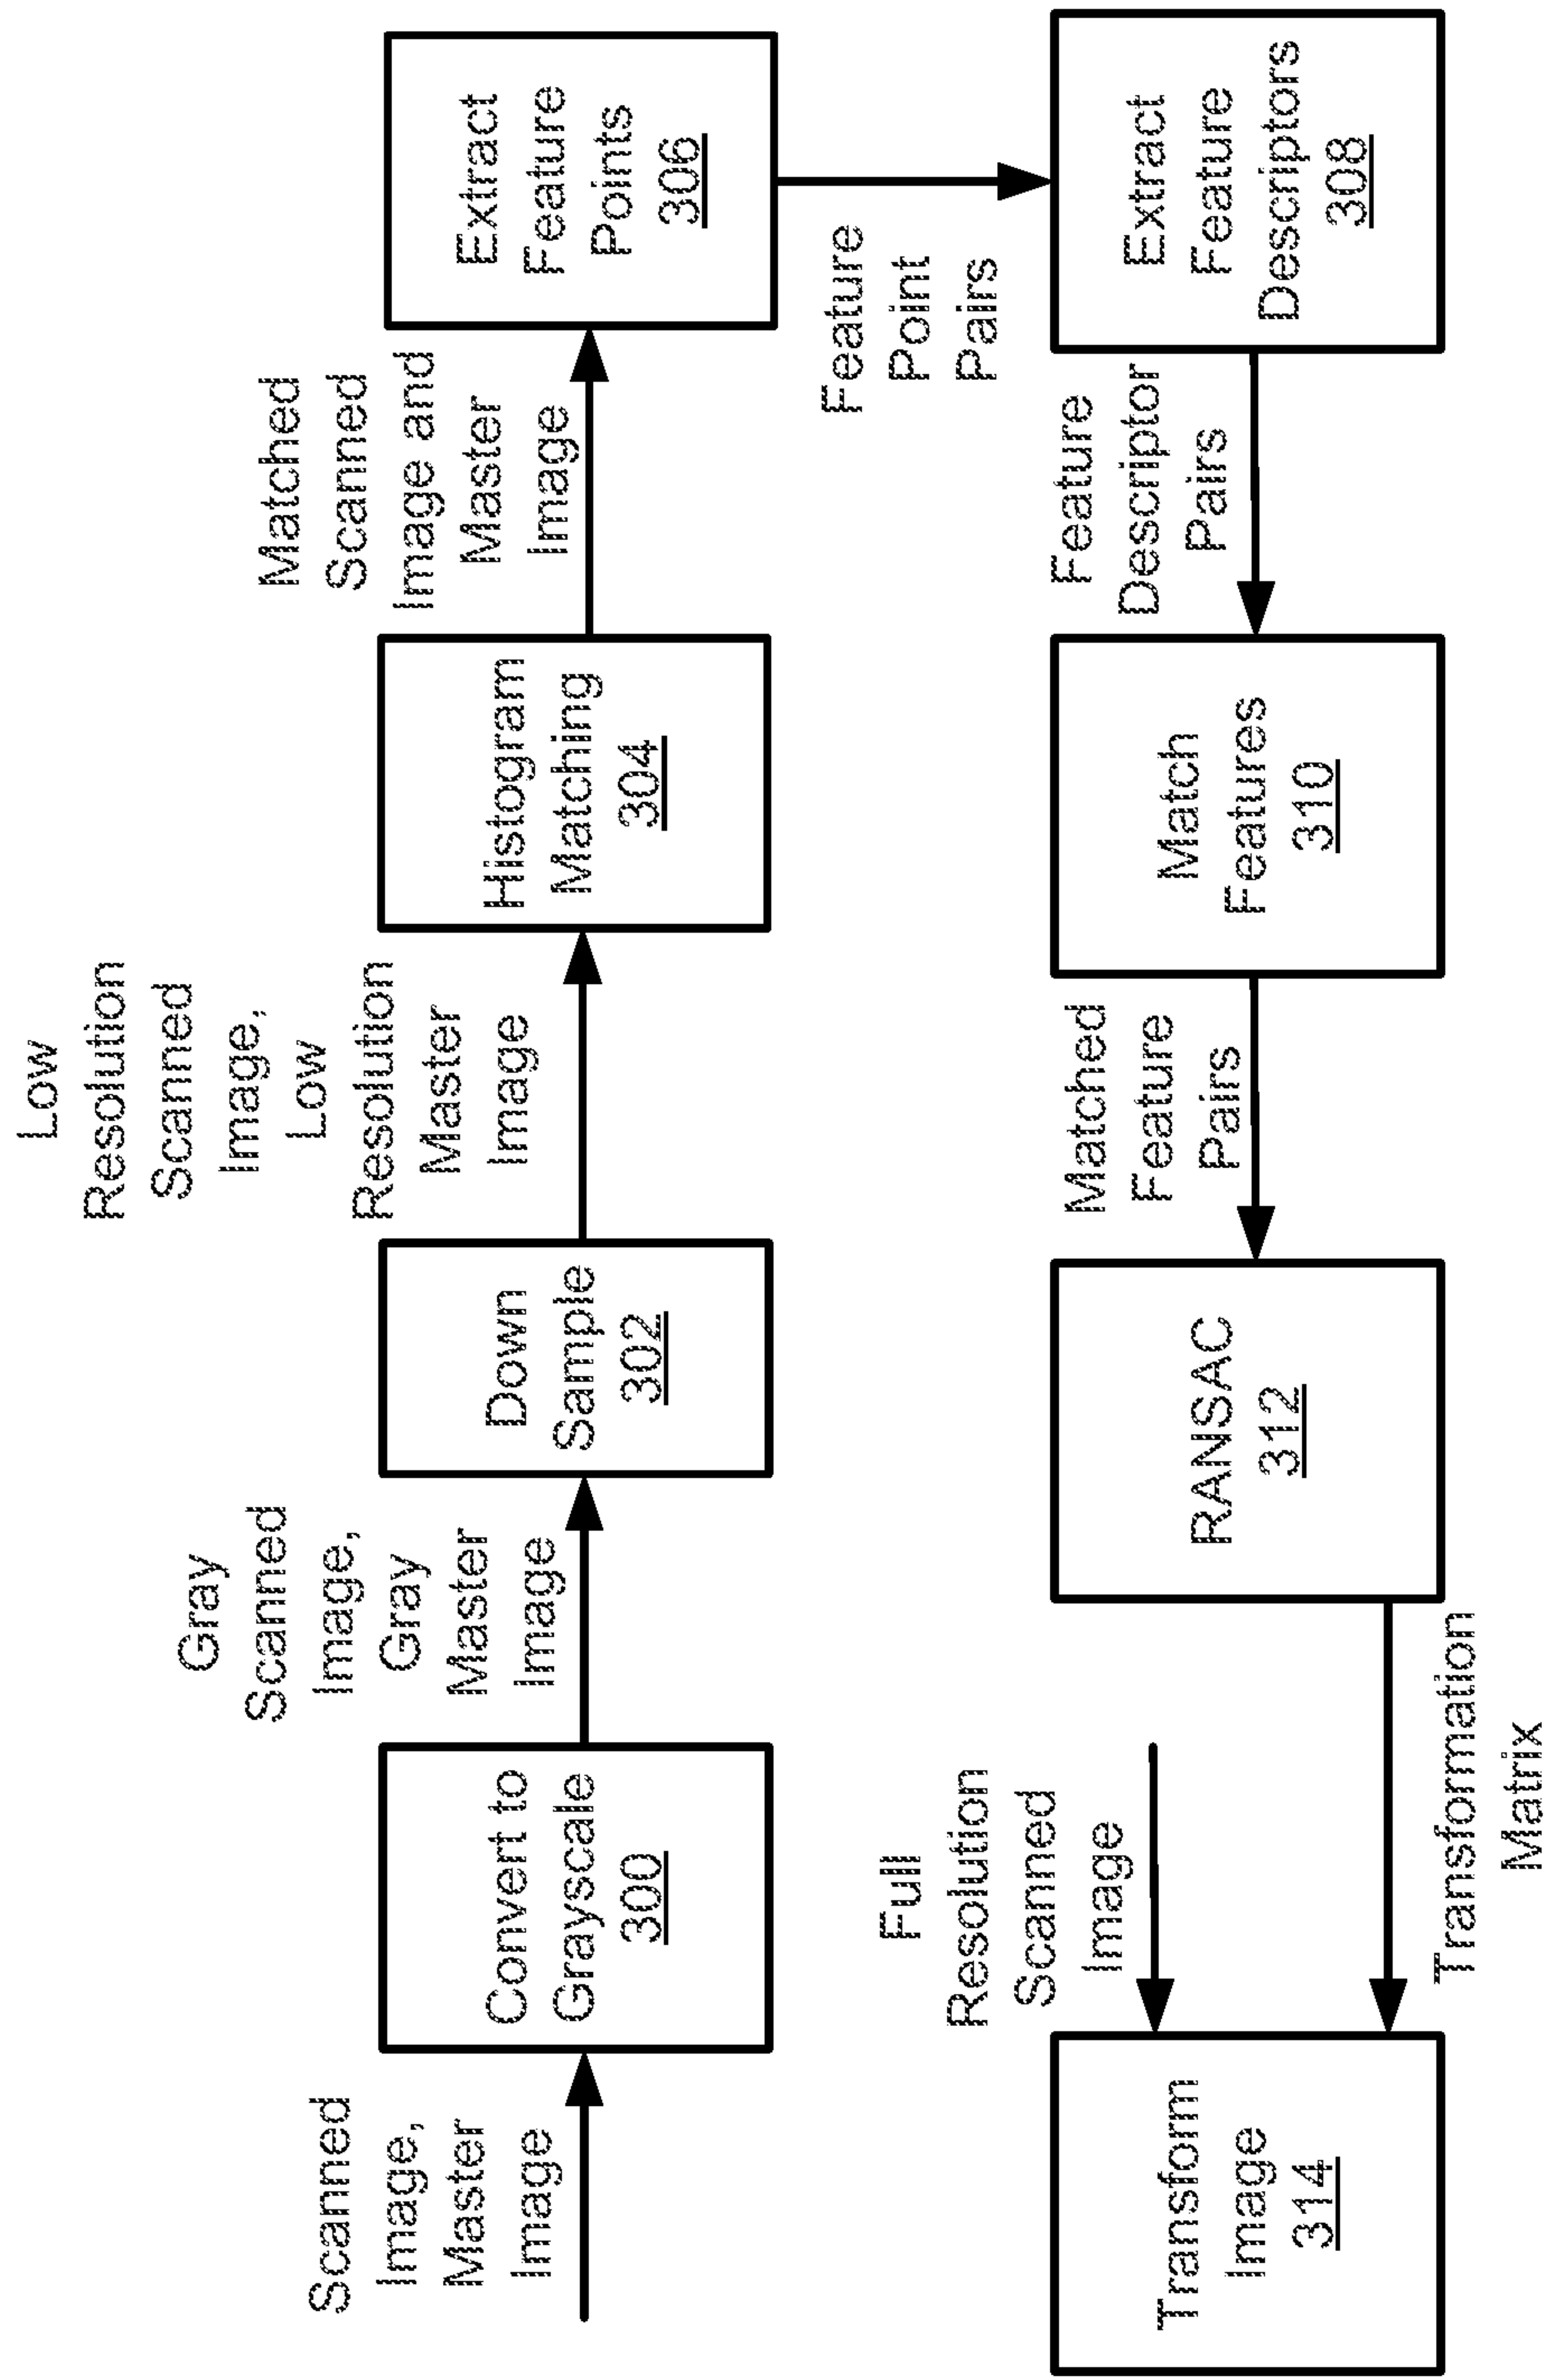 Scanned
Image,
Master
Image
Convert to
Grayscale
300
Gray
Scanned
Image,
Gray
Master
Image
Down
Sample
302
Low
Resolution
Scanned
Image,
Low
Resolution
Master
Image
Histogram
Matching
304
Matched
Scanned
Image and
Master
Image
Extract
Feature
Points
306
Feature
Point
Pairs
Extract
Feature
Descriptors
308
Feature
Descriptor
Pairs
Match
Features
310
Matched
Feature
Pairs
RANSAC
312
Transformation
Matrix
Full
Resolution
Scanned
Image
Transform
Image
314